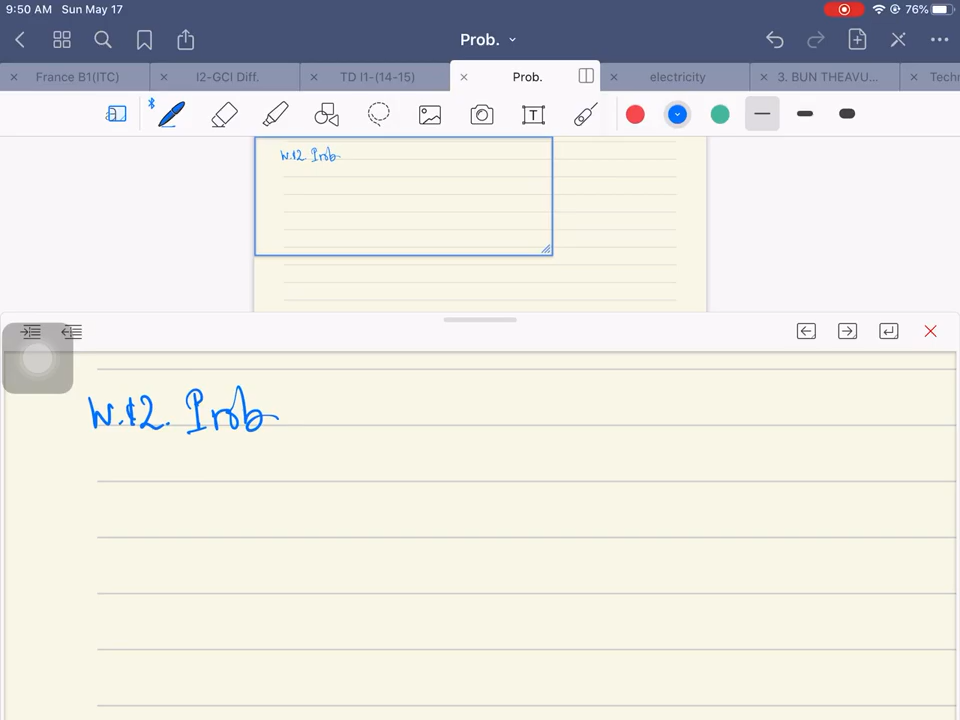 9:50 AM Sun May 17
76%
Prob.
France B1(ITC)
I2-GCI Diff.
TD I1-(14-15)
Prob.
electricity
3. BUN THEAVU...
Techn
T
W.12. Prob
W.12. Prob